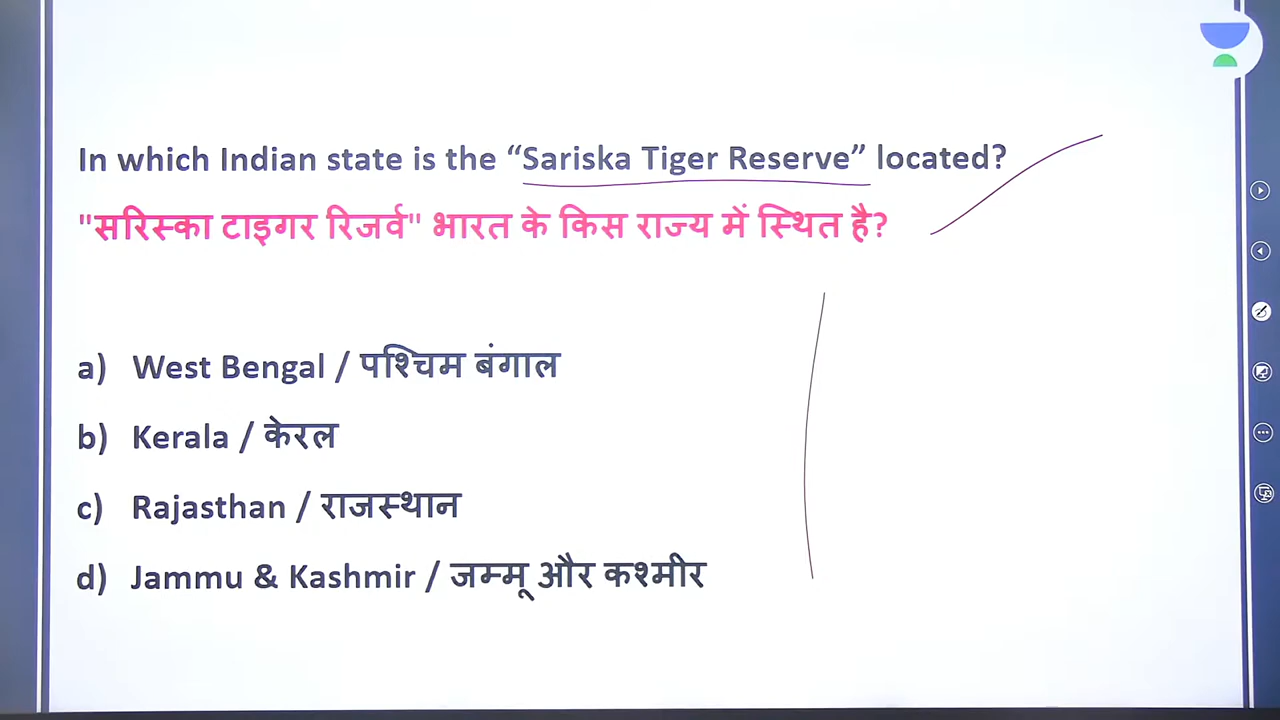 In which Indian state is the “Sariska Tiger Reserve” located?
"सरिस्का टाइगर रिजर्व" भारत के किस राज्य में स्थित है?
a) West Bengal / पश्चिम बंगाल
b) Kerala / केरल
c) Rajasthan / राजस्थान
d) Jammu & Kashmir / जम्मू और कश्मीर